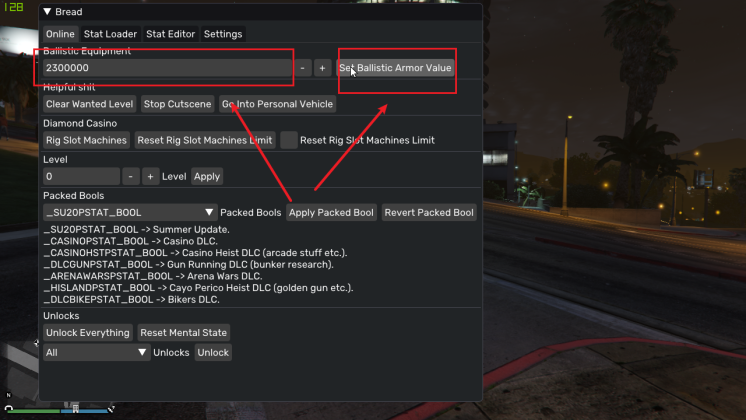 128
▼ Bread
Online Stat Loader Stat Editor Settings
Ballistic Equipment
2300000 - + Set Ballistic Armor Value
Helpful shit
Clear Wanted Level Stop Cutscene Go Into Personal Vehicle
Diamond Casino
Rig Slot Machines Reset Rig Slot Machines Limit Reset Rig Slot Machines Limit
Level
0 - + Level Apply
Packed Bools
_SU20PSTAT_BOOL ▼ Packed Bools Apply Packed Bool Revert Packed Bool
_SU20PSTAT_BOOL -> Summer Update.
_CASINOPSTAT_BOOL -> Casino DLC.
_CASINOHSTPSTAT_BOOL -> Casino Heist DLC (arcade stuff etc.).
_DLCGUNPSTAT_BOOL -> Gun Running DLC (bunker research).
_ARENAWARSPSTAT_BOOL -> Arena Wars DLC.
_HISLANDPSTAT_BOOL -> Cayo Perico Heist DLC (golden gun etc.).
_DLCBIKEPSTAT_BOOL -> Bikers DLC.
Unlocks
Unlock Everything Reset Mental State
All ▼ Unlocks Unlock
N